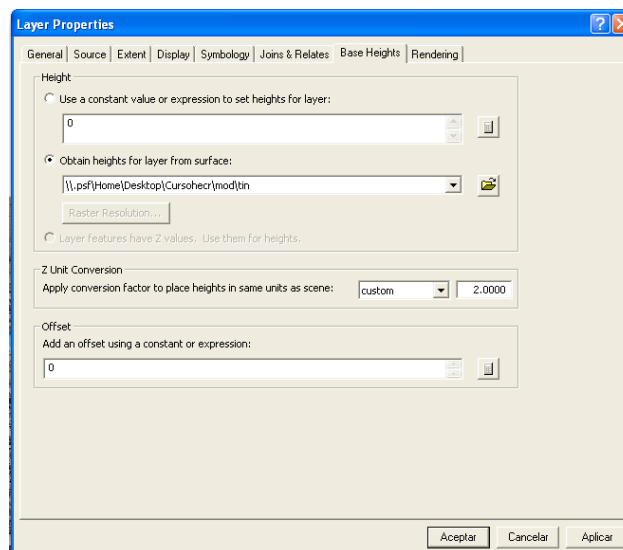 Layer Properties
General Source Extent Display Symbology Joins & Relates Base Heights Rendering
Height
Use a constant value or expression to set heights for layer:
0
Obtain heights for layer from surface:
\\.psf\Home\Desktop\Cursohecr\mod\tin
Raster Resolution...
Layer features have Z values. Use them for heights.
Z Unit Conversion
Apply conversion factor to place heights in same units as scene: custom 2.0000
Offset
Add an offset using a constant or expression:
0
Aceptar Cancelar Aplicar